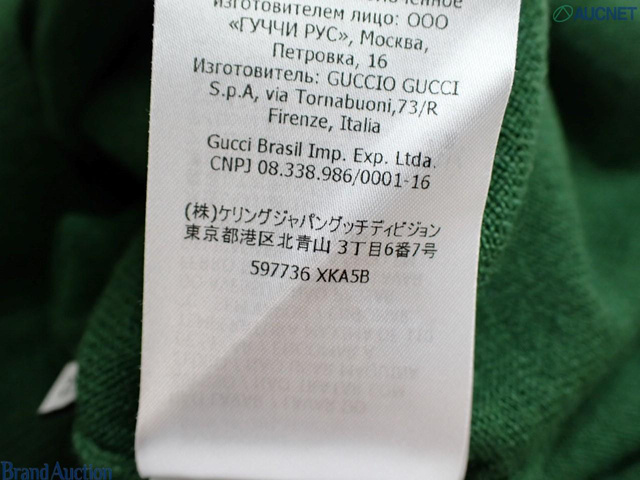 изготовителем лицо: ООО
«ГУЧЧИ РУС», Москва,
Петровка, 16
Изготовитель: GUCCIO GUCCI
S.p.A, via Tornabuoni,73/R
Firenze, Italia
Gucci Brasil Imp. Exp. Ltda.
CNPJ 08.338.986/0001-16
(株)ケリングジャパングッチディビジョン
東京都港区北青山 3丁目6番7号
597736 XKA5B
AUCNET
Brand Auction